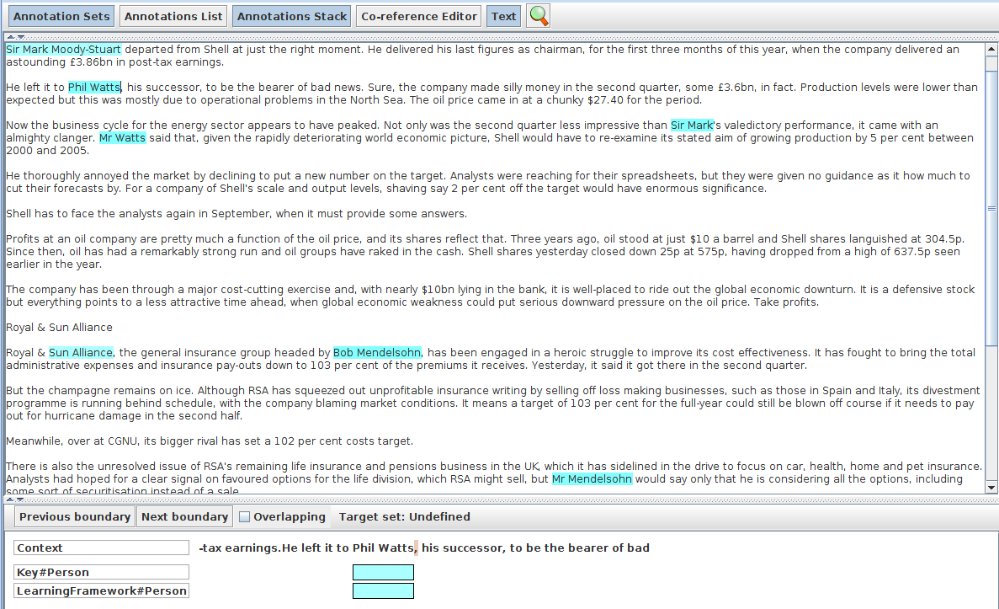 Annotation Sets Annotations List Annotations Stack Co-reference Editor Text
Sir Mark Moody-Stuart departed from Shell at just the right moment. He delivered his last figures as chairman, for the first three months of this year, when the company delivered an
astounding £3.86bn in post-tax earnings.
He left it to Phil Watts, his successor, to be the bearer of bad news. Sure, the company made silly money in the second quarter, some £3.6bn, in fact. Production levels were lower than
expected but this was mostly due to operational problems in the North Sea. The oil price came in at a chunky $27.40 for the period.
Now the business cycle for the energy sector appears to have peaked. Not only was the second quarter less impressive than Sir Mark's valedictory performance, it came with an
almighty clanger. Mr Watts said that, given the rapidly deteriorating world economic picture, Shell would have to re-examine its stated aim of growing production by 5 per cent between
2000 and 2005.
He thoroughly annoyed the market by declining to put a new number on the target. Analysts were reaching for their spreadsheets, but they were given no guidance as it how much to
cut their forecasts by. For a company of Shell's scale and output levels, shaving say 2 per cent off the target would have enormous significance.
Shell has to face the analysts again in September, when it must provide some answers.
Profits at an oil company are pretty much a function of the oil price, and its shares reflect that. Three years ago, oil stood at just $10 a barrel and Shell shares languished at 304.5p.
Since then, oil has had a remarkably strong run and oil groups have raked in the cash. Shell shares yesterday closed down 25p at 575p, having dropped from a high of 637.5p seen
earlier in the year.
The company has been through a major cost-cutting exercise and, with nearly $10bn lying in the bank, it is well-placed to ride out the global economic downturn. It is a defensive stock
but everything points to a less attractive time ahead, when global economic weakness could put serious downward pressure on the oil price. Take profits.
Royal & Sun Alliance
Royal & Sun Alliance, the general insurance group headed by Bob Mendelsohn, has been engaged in a heroic struggle to improve its cost effectiveness. It has fought to bring the total
administrative expenses and insurance pay-outs down to 103 per cent of the premiums it receives. Yesterday, it said it got there in the second quarter.
But the champagne remains on ice. Although RSA has squeezed out unprofitable insurance writing by selling off loss making businesses, such as those in Spain and Italy, its divestment
programme is running behind schedule, with the company blaming market conditions. It means a target of 103 per cent for the full-year could still be blown off course if it needs to pay
out for hurricane damage in the second half.
Meanwhile, over at CGNU, its bigger rival has set a 102 per cent costs target.
There is also the unresolved issue of RSA's remaining life insurance and pensions business in the UK, which it has sidelined in the drive to focus on car, health, home and pet insurance.
Analysts had hoped for a clear signal on favoured options for the life division, which RSA might sell, but Mr Mendelsohn would say only that he is considering all the options, including
some sort of securitisation instead of a sale.
Previous boundary Next boundary Overlapping Target set: Undefined
Context -tax earnings.He left it to Phil Watts, his successor, to be the bearer of bad
Key#Person
LearningFramework#Person